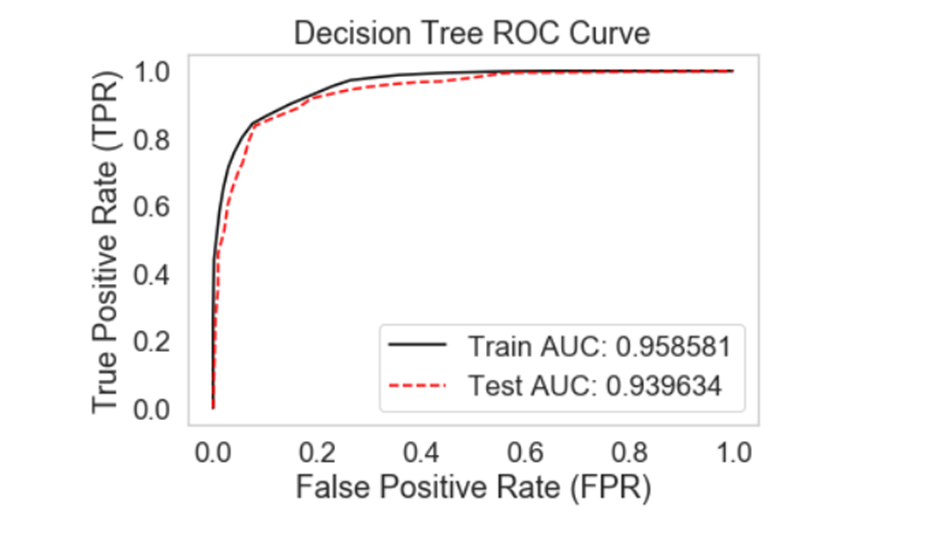 Decision Tree ROC Curve
True Positive Rate (TPR)
1.0
0.8
0.6
0.4
0.2
0.0
Train AUC: 0.958581
Test AUC: 0.939634
0.0 0.2 0.4 0.6 0.8 1.0
False Positive Rate (FPR)